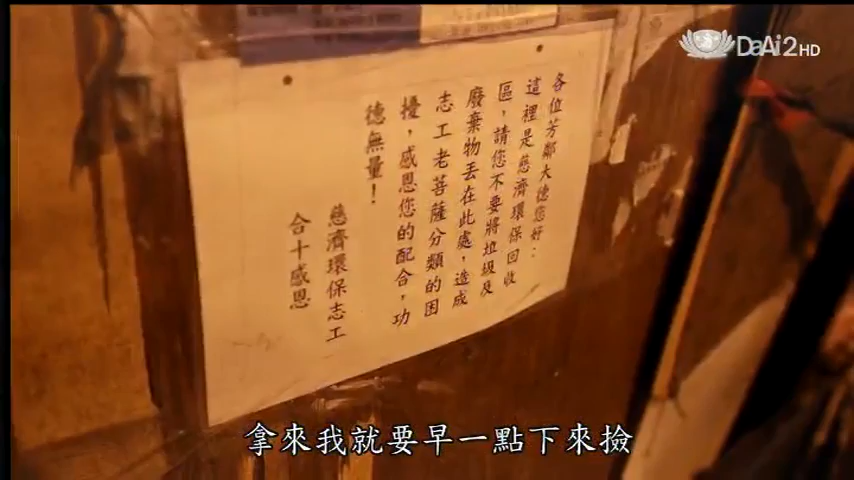 DaAi2HD
各位芳鄰大德您好：
這裡是慈濟環保回收
區，請您不要將垃圾及
廢棄物丟在此處，造成
志工老菩薩分類的困
擾，感恩您的配合，功
德無量！
慈濟環保志工
合十感恩
拿來我就要早一點下來撿